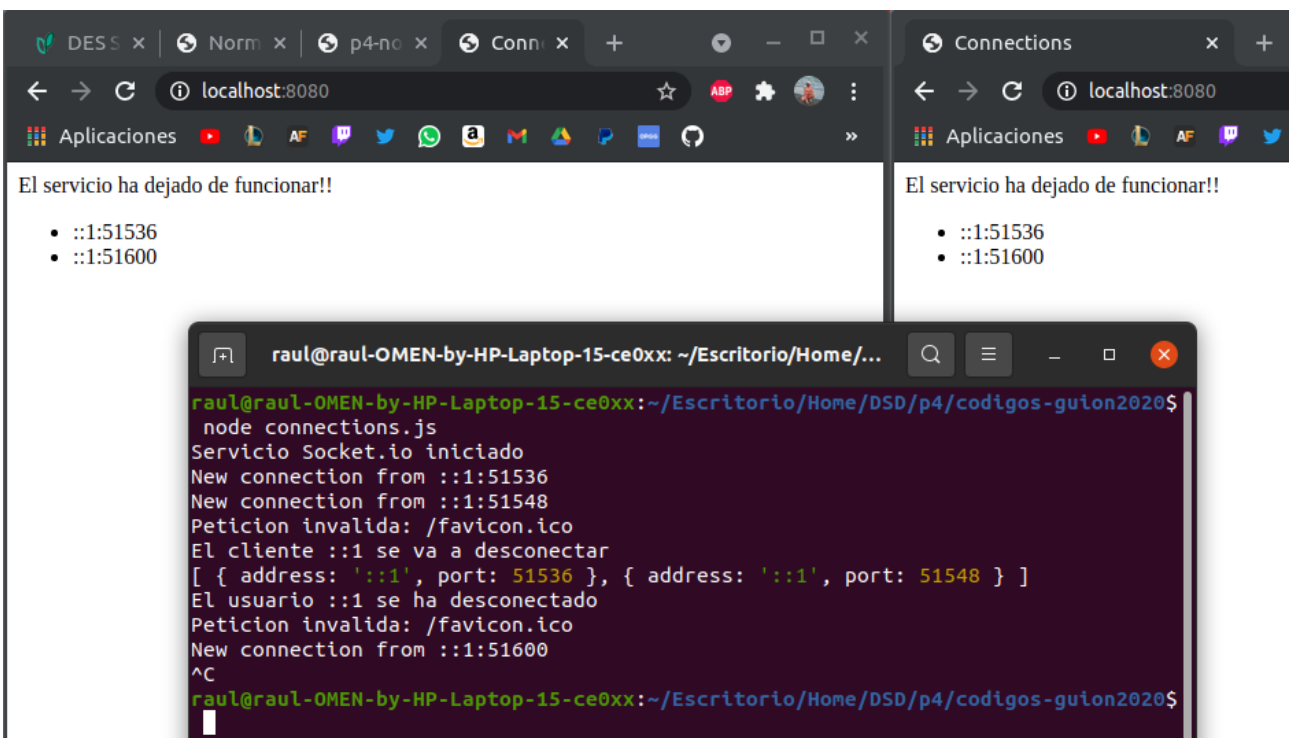 DES S
Norm
p4-no
Conn
Connections
localhost:8080
ABP
localhost:8080
Aplicaciones
AF
a
OPGG
»
Aplicaciones
AF
El servicio ha dejado de funcionar!!
• ::1:51536
• ::1:51600
El servicio ha dejado de funcionar!!
• ::1:51536
• ::1:51600
raul@raul-OMEN-by-HP-Laptop-15-ce0xx: ~/Escritorio/Home/...
raul@raul-OMEN-by-HP-Laptop-15-ce0xx:~/Escritorio/Home/DSD/p4/codigos-guion2020$
node connections.js
Servicio Socket.io iniciado
New connection from ::1:51536
New connection from ::1:51548
Peticion invalida: /favicon.ico
El cliente ::1 se va a desconectar
[ { address: '::1', port: 51536 }, { address: '::1', port: 51548 } ]
El usuario ::1 se ha desconectado
Peticion invalida: /favicon.ico
New connection from ::1:51600
^C
raul@raul-OMEN-by-HP-Laptop-15-ce0xx:~/Escritorio/Home/DSD/p4/codigos-guion2020$